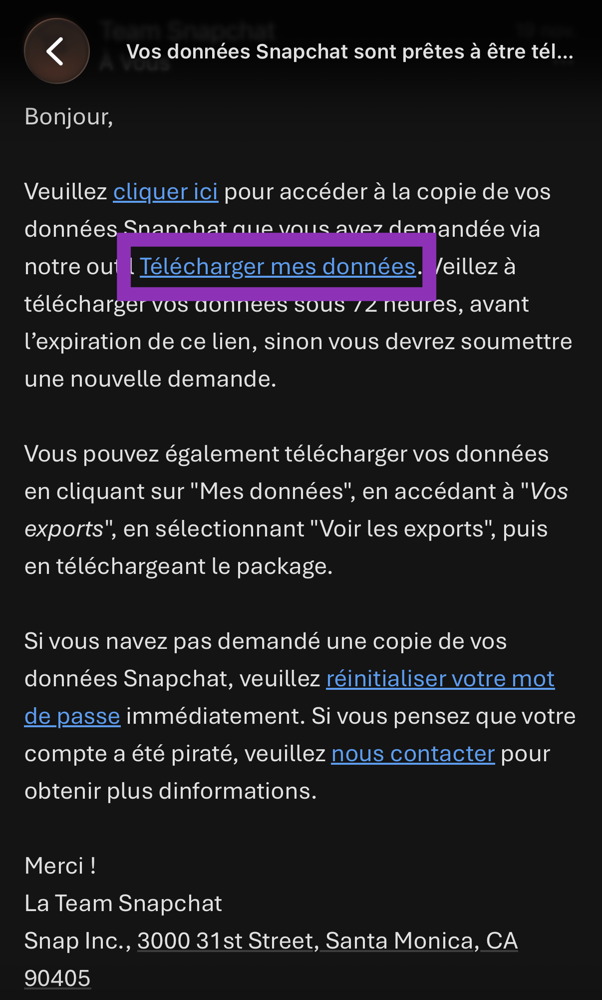 Vos données Snapchat sont prêtes à être tél...
Bonjour,
Veuillez cliquer ici pour accéder à la copie de vos
données Snapchat que vous avez demandée via
notre outil Télécharger mes données. Veillez à
télécharger vos données sous 72 heures, avant
l’expiration de ce lien, sinon vous devrez soumettre
une nouvelle demande.
Vous pouvez également télécharger vos données
en cliquant sur "Mes données", en accédant à "Vos
exports", en sélectionnant "Voir les exports", puis
en téléchargeant le package.
Si vous navez pas demandé une copie de vos
données Snapchat, veuillez réinitialiser votre mot
de passe immédiatement. Si vous pensez que votre
compte a été piraté, veuillez nous contacter pour
obtenir plus dinformations.
Merci !
La Team Snapchat
Snap Inc., 3000 31st Street, Santa Monica, CA
90405